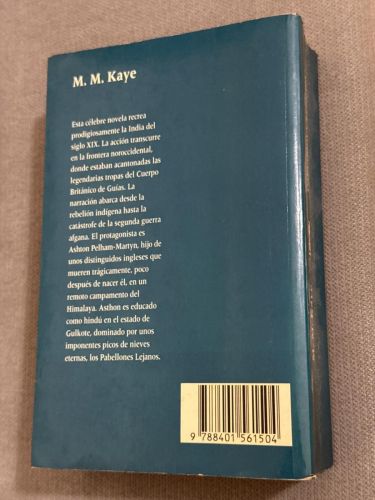 M. M. Kaye
Esta célebre novela recrea
prodigiosamente la India del
siglo XIX. La acción transcurre
en la frontera noroccidental,
donde estaban acantonadas las
legendarias tropas del Cuerpo
Británico de Guías. La
narración abarca desde la
rebelión indígena hasta la
catástrofe de la segunda guerra
afgana. El protagonista es
Ashton Pelham-Martyn, hijo de
unos distinguidos ingleses que
mueren trágicamente, poco
después de nacer él, en un
remoto campamento del
Himalaya. Asthon es educado
como hindú en el estado de
Gulkote, dominado por unos
imponentes picos de nieves
eternas, los Pabellones Lejanos.
9 788401 561504